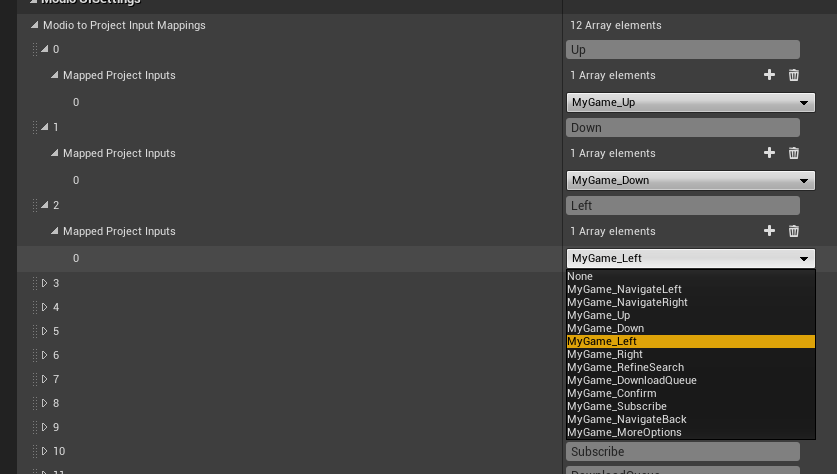 Modio UI Settings
Modio to Project Input Mappings 12 Array elements
0 Up
Mapped Project Inputs 1 Array elements
0 MyGame_Up
1 Down
Mapped Project Inputs 1 Array elements
0 MyGame_Down
2 Left
Mapped Project Inputs 1 Array elements
0 MyGame_Left
None
3 MyGame_NavigateLeft
MyGame_NavigateRight
4 MyGame_Up
MyGame_Down
5 MyGame_Left
6 MyGame_Right
MyGame_RefineSearch
7 MyGame_DownloadQueue
MyGame_Confirm
8 MyGame_Subscribe
9 MyGame_NavigateBack
MyGame_MoreOptions
10 Subscribe
11 DownloadQueue